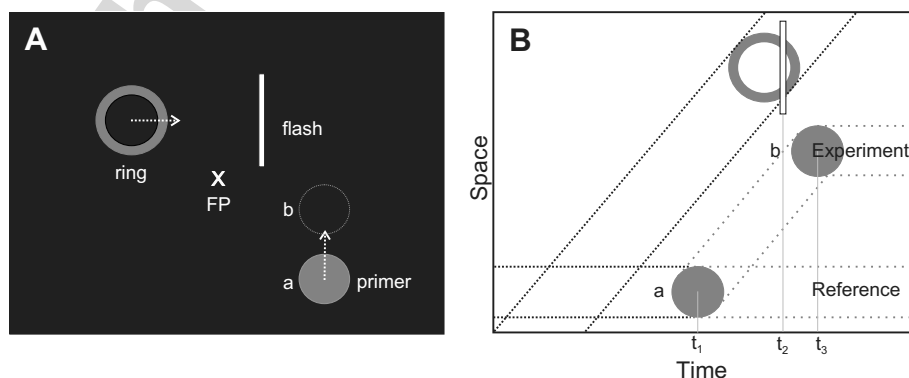 A
ring
flash
X
FP
b
a
primer
B
Space
b
Experiment
a
Reference
t1
t2
t3
Time